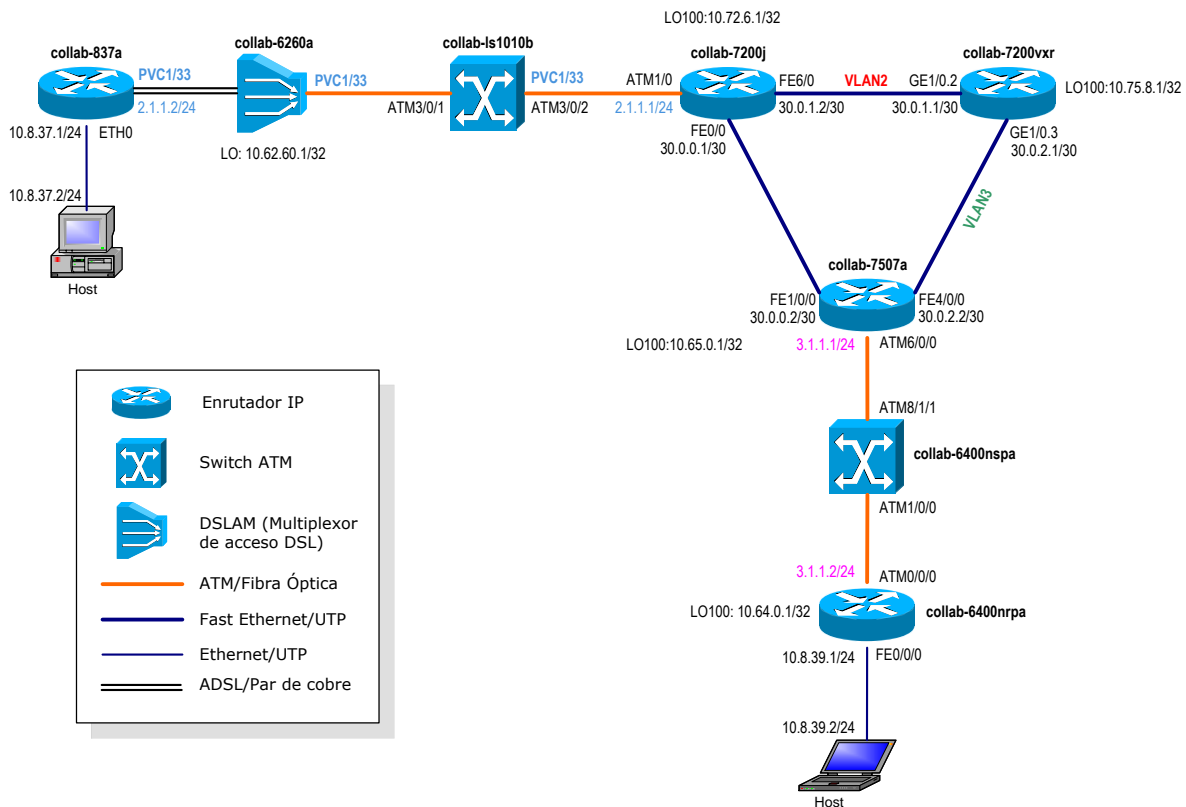 LO100:10.72.6.1/32
collab-837a
collab-6260a
collab-ls1010b
collab-7200j
collab-7200vxr
PVC1/33
PVC1/33
PVC1/33
ATM1/0
FE6/0
VLAN2
GE1/0.2
LO100:10.75.8.1/32
2.1.1.2/24
ATM3/0/1
ATM3/0/2
2.1.1.1/24
30.0.1.2/30
30.0.1.1/30
10.8.37.1/24
ETH0
LO: 10.62.60.1/32
FE0/0
30.0.0.1/30
GE1/0.3
30.0.2.1/30
10.8.37.2/24
Host
VLAN3
collab-7507a
FE1/0/0
30.0.0.2/30
FE4/0/0
30.0.2.2/30
LO100:10.65.0.1/32
3.1.1.1/24
ATM6/0/0
ATM8/1/1
collab-6400nspa
ATM1/0/0
3.1.1.2/24
ATM0/0/0
LO100: 10.64.0.1/32
collab-6400nrpa
10.8.39.1/24
FE0/0/0
10.8.39.2/24
Host
Enrutador IP
Switch ATM
DSLAM (Multiplexor
de acceso DSL)
ATM/Fibra Óptica
Fast Ethernet/UTP
Ethernet/UTP
ADSL/Par de cobre